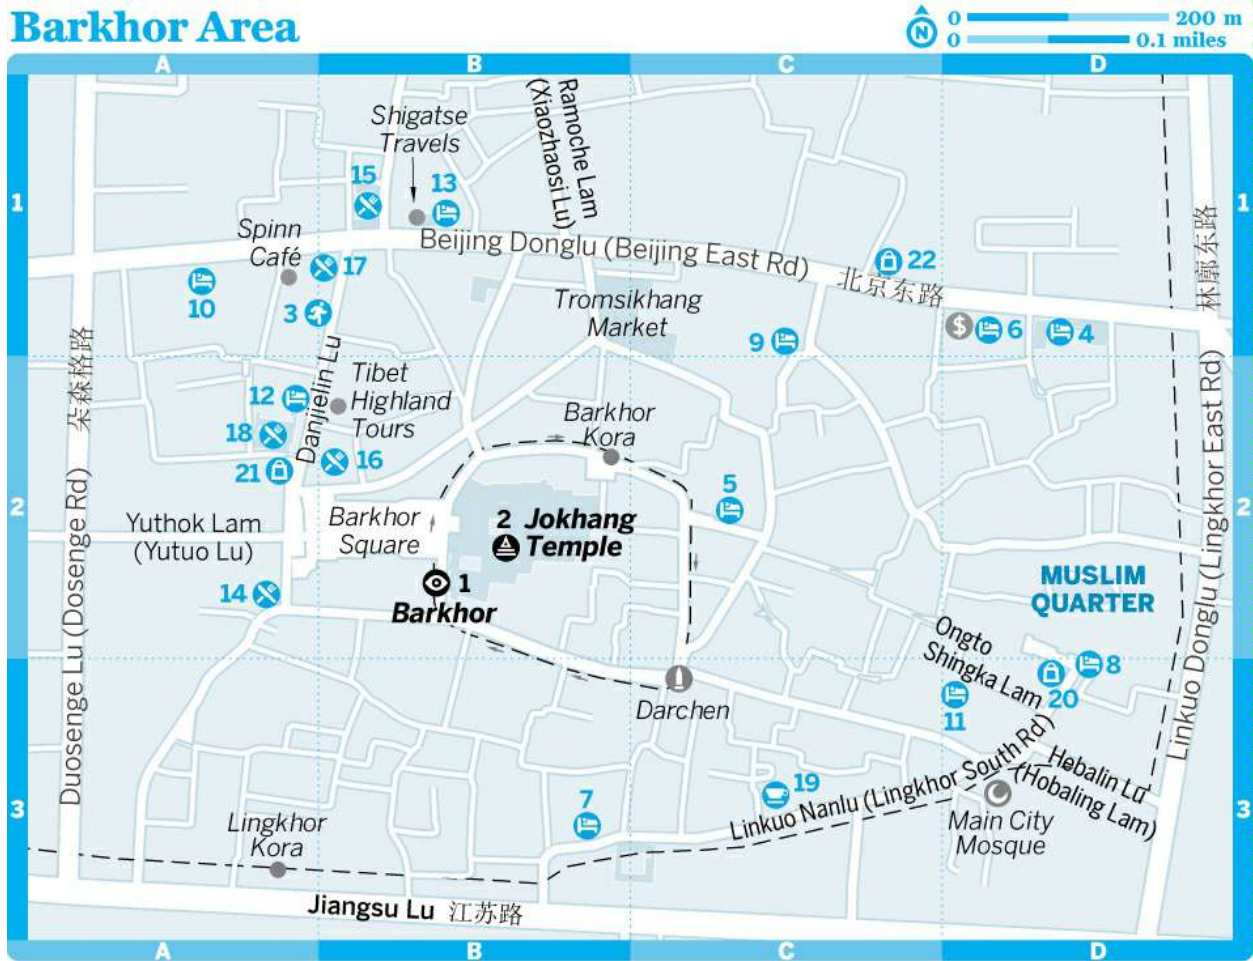 Barkhor Area
N
0 200 m
0 0.1 miles
A B C D
1
Shigatse
Travels
Ramoche Lam
(Xiaozhaosi Lu)
15
13
1
Spinn
Café
17
Beijing Donglu (Beijing East Rd)
北京东路
22
林廓东路
10
3
Tromsikhang
Market
9
$
6
4
朵森格路
Danjielin Lu
12
Tibet
Highland
Tours
18
16
21
Barkhor
Kora
5
2
2
Yuthok Lam
(Yutuo Lu)
Barkhor
Square
2 Jokhang
Temple
14
1
Barkhor
MUSLIM
QUARTER
Linkuo Donglu (Lingkhor East Rd)
Duosenge Lu (Dosenge Rd)
Ongto
Shingka Lam
8
20
11
Darchen
3
3
7
19
Linkuo Nanlu (Lingkhor South Rd)
Hebalin Lu
(Hobaling Lam)
Main City
Mosque
Lingkhor
Kora
Jiangsu Lu 江苏路
A B C D